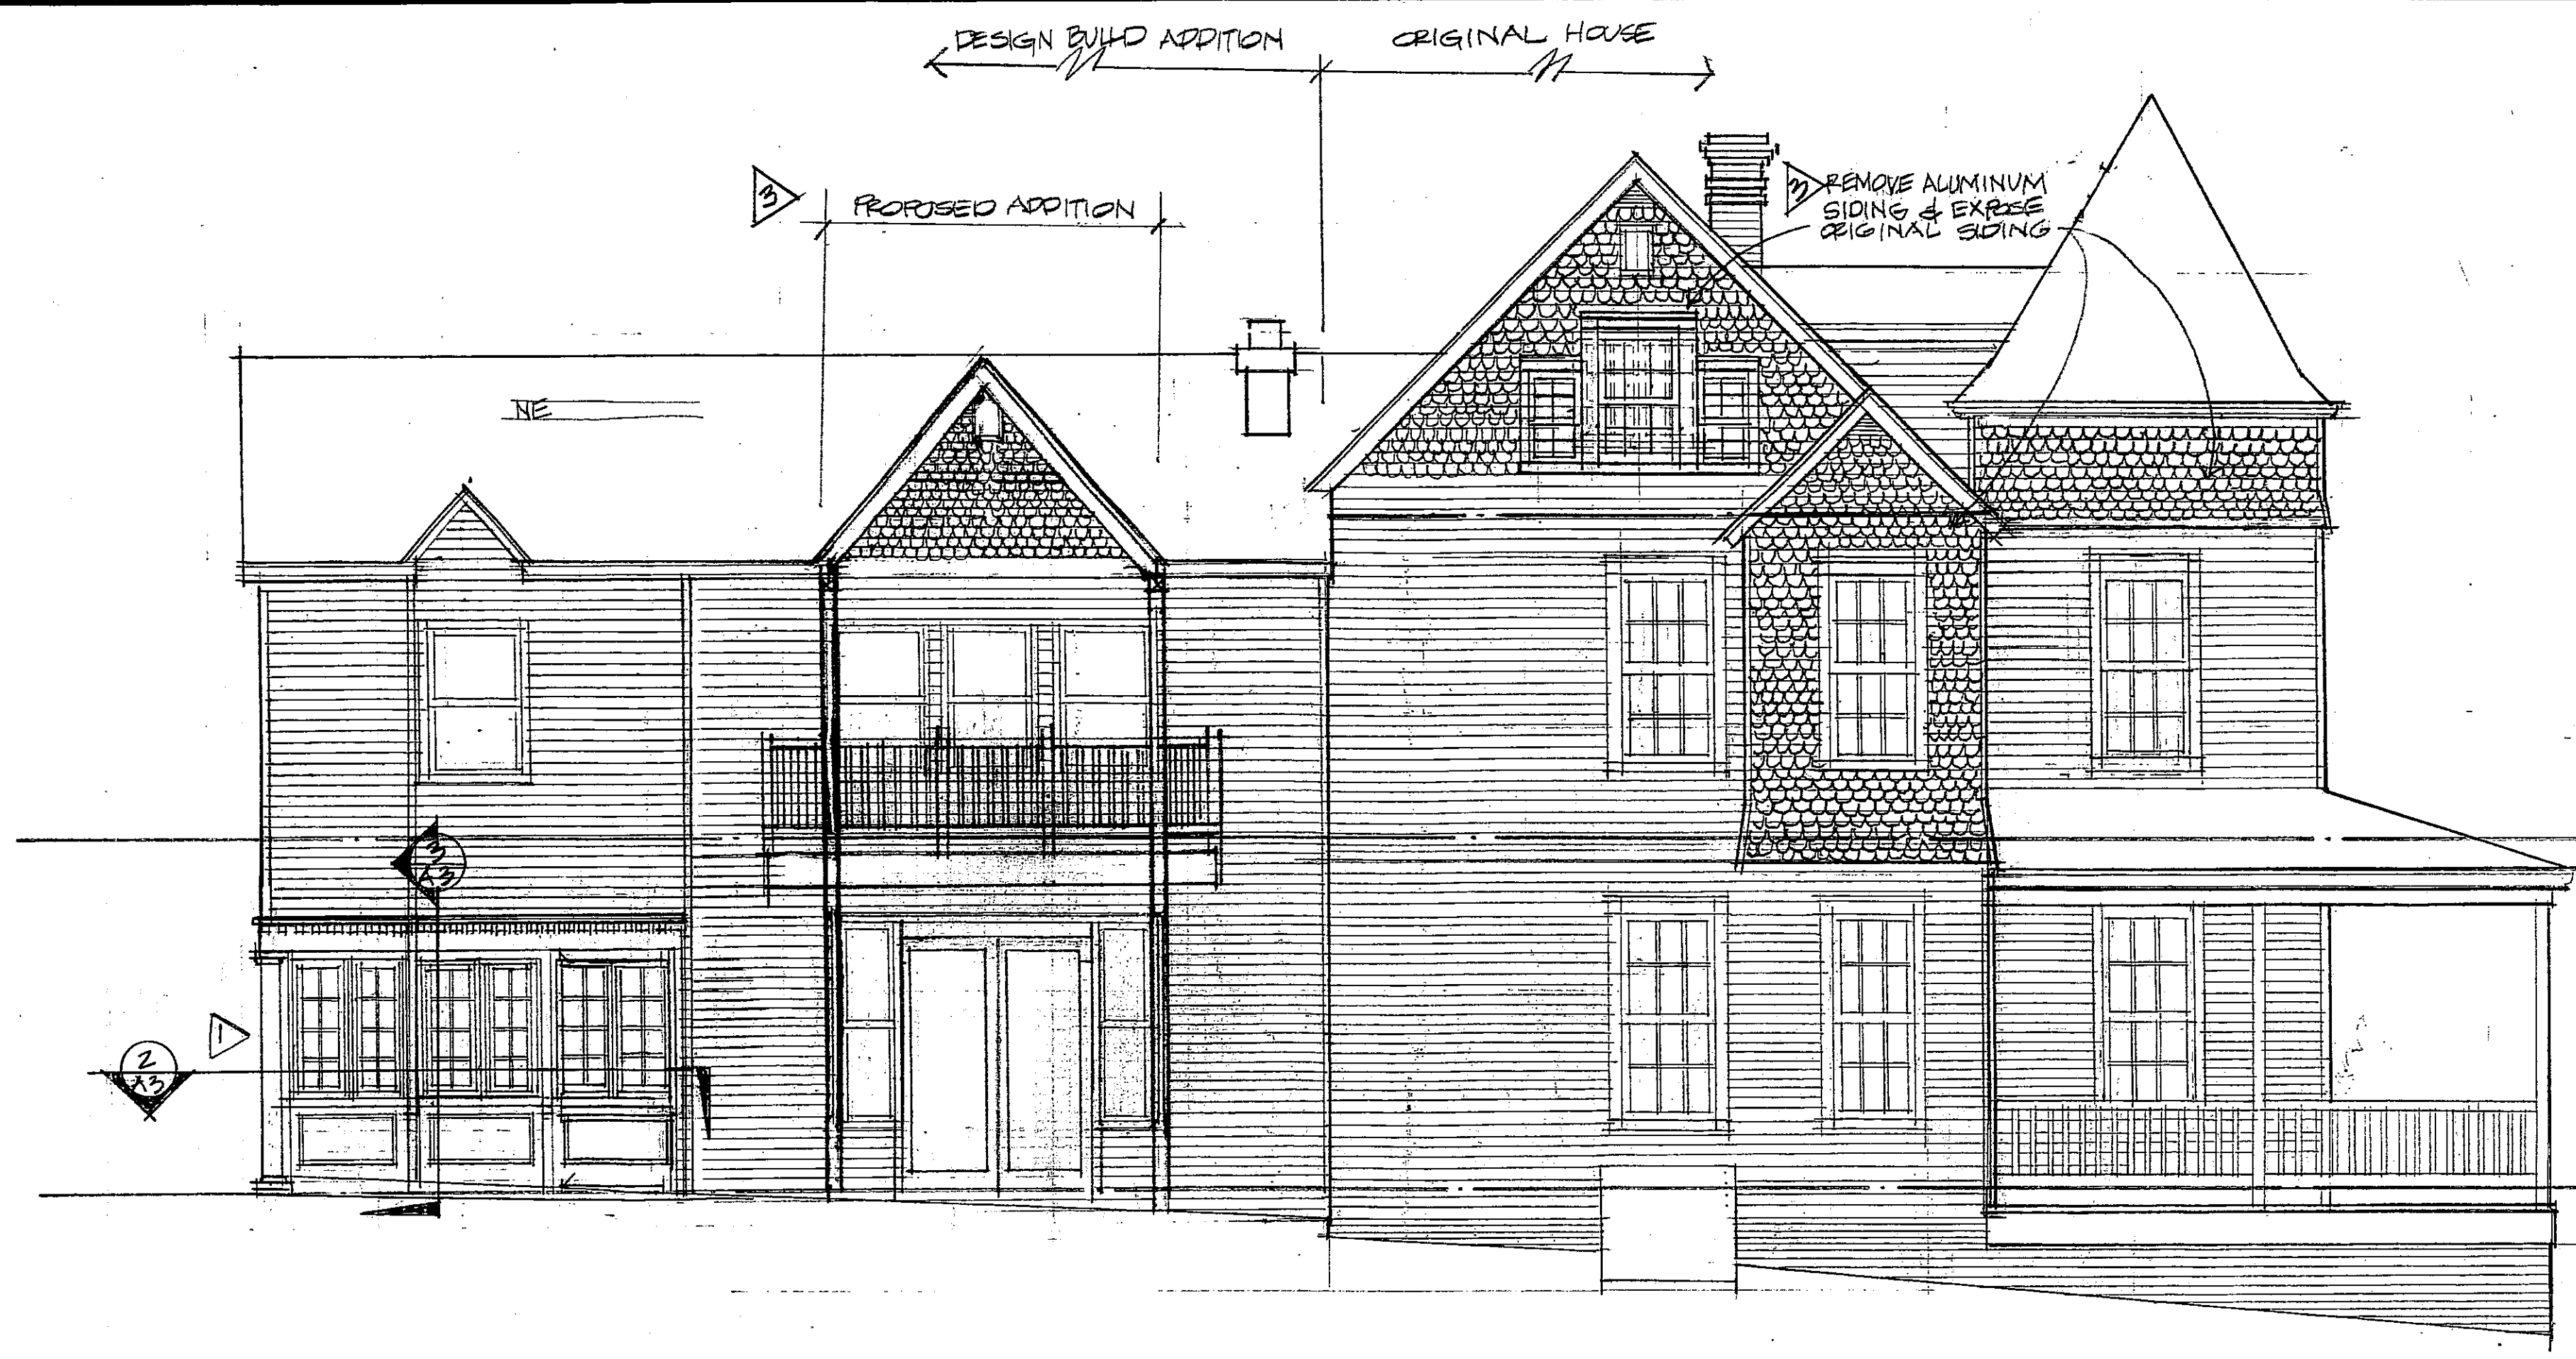 DESIGN BUILD ADDITION
ORIGINAL HOUSE
3
PROPOSED ADDITION
3 REMOVE ALUMINUM
SIDING & EXPOSE
ORIGINAL SIDING
NE
3
A3
1
2
A3